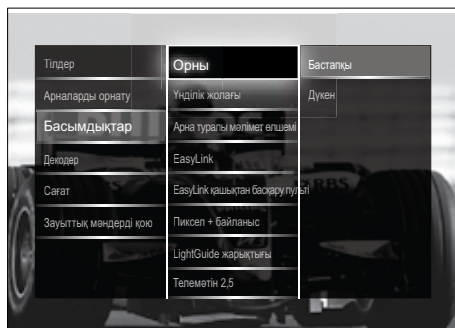 Тілдер
Арналарды орнату
Басымдықтар
Декодер
Сағат
Зауыттық мәндерді қою
Орны
Үнділік жолағы
Арна туралы мәлімет өлшемі
EasyLink
EasyLink қашықтан басқару пульті
Пиксел + байланыс
LightGuide жарықтығы
Телемәтін 2,5
Бастапқы
Дүкен
RBS